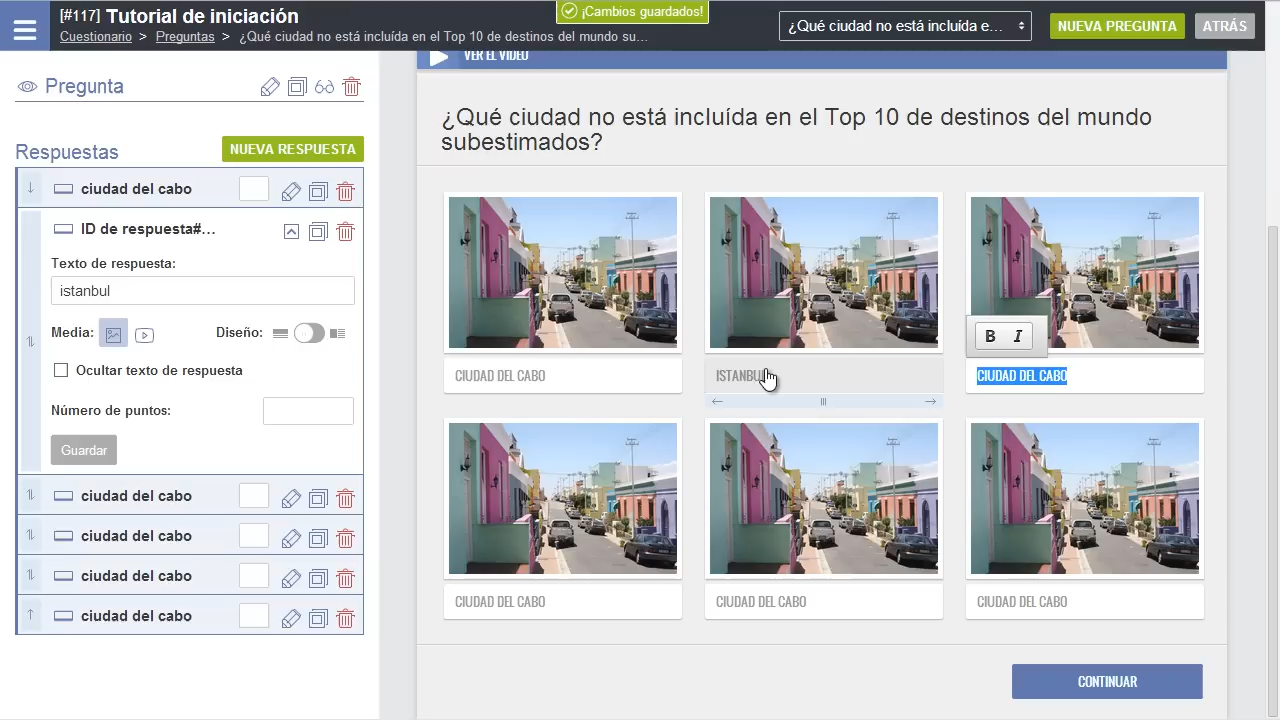 [#117] Tutorial de iniciación
Cuestionario > Preguntas > ¿Qué ciudad no está incluída en el Top 10 de destinos del mundo su...
¡Cambios guardados!
¿Qué ciudad no está incluída e...
NUEVA PREGUNTA
ATRÁS
Pregunta
Respuestas
NUEVA RESPUESTA
ciudad del cabo
ID de respuesta#...
Texto de respuesta:
istanbul
Media:
Diseño:
Ocultar texto de respuesta
Número de puntos:
Guardar
ciudad del cabo
ciudad del cabo
ciudad del cabo
ciudad del cabo
VER EL VIDEO
¿Qué ciudad no está incluída en el Top 10 de destinos del mundo
subestimados?
B I
CIUDAD DEL CABO
ISTANBUL
CIUDAD DEL CABO
CIUDAD DEL CABO
CIUDAD DEL CABO
CIUDAD DEL CABO
CONTINUAR